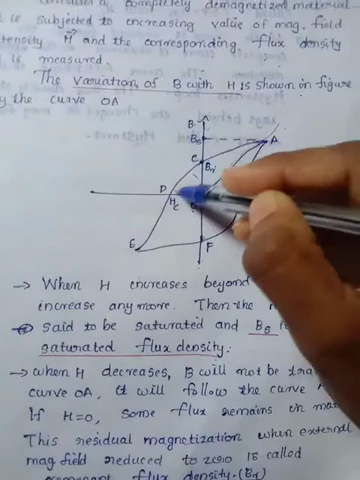 consider a completely demagnetized material
is subjected to increasing value of mag. field
intensity H and the corresponding flux density
is measured
The variation of B with H is shown in figure
by the curve OA
B
Bs
A
C
Br
D
Hc
E
F
→ When H increases beyond
increase any more. Then the
said to be saturated and Bs is
saturated flux density.
→ when H decreases, B will not be
curve OA, it will follow the curve
If H=0, some flux remains in
This residual magnetization when external
mag field reduced to zero is called
flux density. (Br)